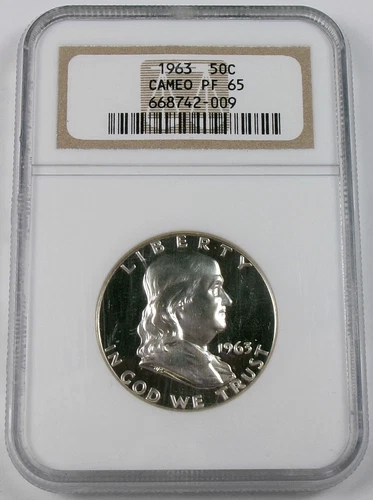 1963 50C
CAMEO PF 65
668742-009
LIBERTY
1963
IN GOD WE TRUST